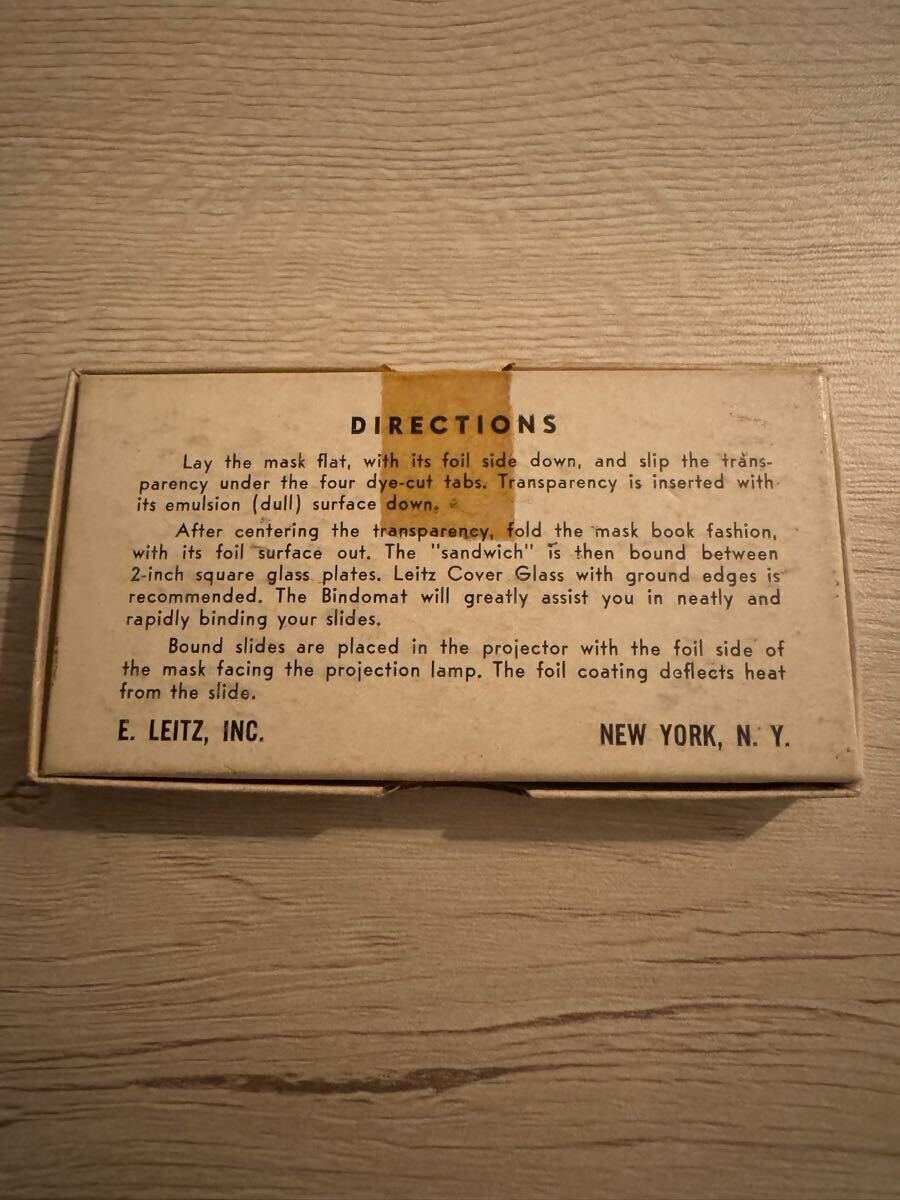 DIRECTIONS
Lay the mask flat, with its foil side down, and slip the trans-
parency under the four dye-cut tabs. Transparency is inserted with
its emulsion (dull) surface down.
After centering the transparency, fold the mask book fashion,
with its foil surface out. The "sandwich" is then bound between
2-inch square glass plates. Leitz Cover Glass with ground edges is
recommended. The Bindomat will greatly assist you in neatly and
rapidly binding your slides.
Bound slides are placed in the projector with the foil side of
the mask facing the projection lamp. The foil coating deflects heat
from the slide.
E. LEITZ, INC. NEW YORK, N. Y.